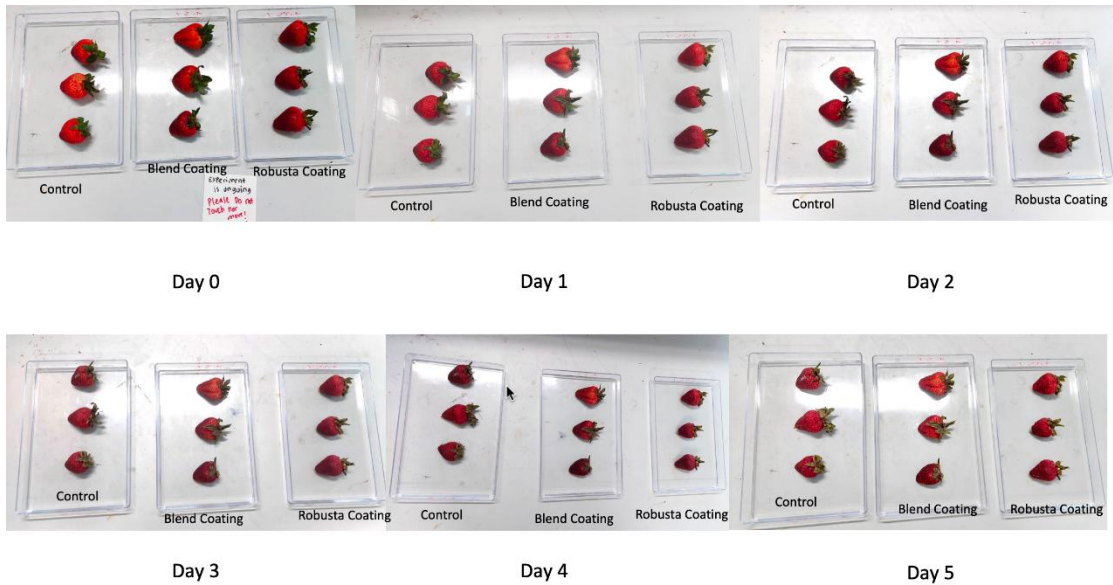 Control
Blend Coating
Robusta Coating
Experiment
is ongoing
Please Do not
Touch or
move!
Day 0
Control
Blend Coating
Robusta Coating
Day 1
Control
Blend Coating
Robusta Coating
Day 2
Control
Blend Coating
Robusta Coating
Day 3
Control
Blend Coating
Robusta Coating
Day 4
Control
Blend Coating
Robusta Coating
Day 5